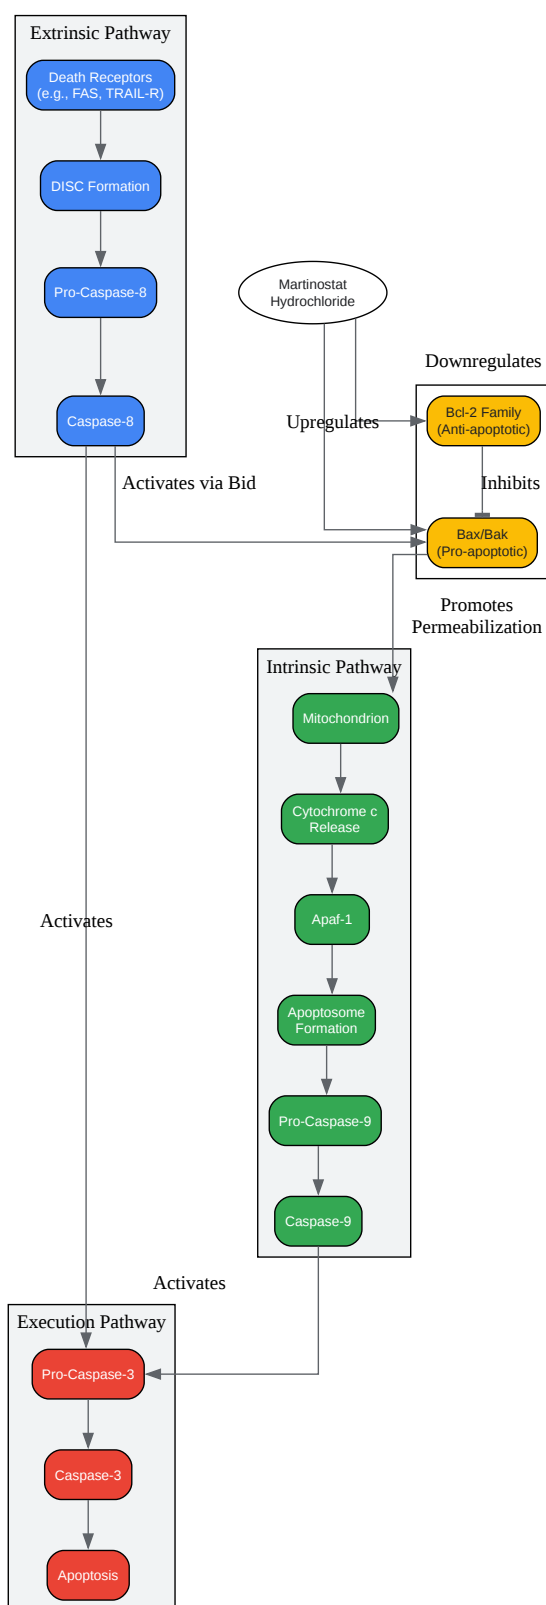 Extrinsic Pathway
Death Receptors
(e.g., FAS, TRAIL-R)
DISC Formation
Pro-Caspase-8
Caspase-8
Martinostat
Hydrochloride
Downregulates
Upregulates
Bcl-2 Family
(Anti-apoptotic)
Activates via Bid
Inhibits
Bax/Bak
(Pro-apoptotic)
Promotes
Permeabilization
Intrinsic Pathway
Mitochondrion
Cytochrome c
Release
Apaf-1
Activates
Apoptosome
Formation
Pro-Caspase-9
Caspase-9
Activates
Execution Pathway
Pro-Caspase-3
Caspase-3
Apoptosis